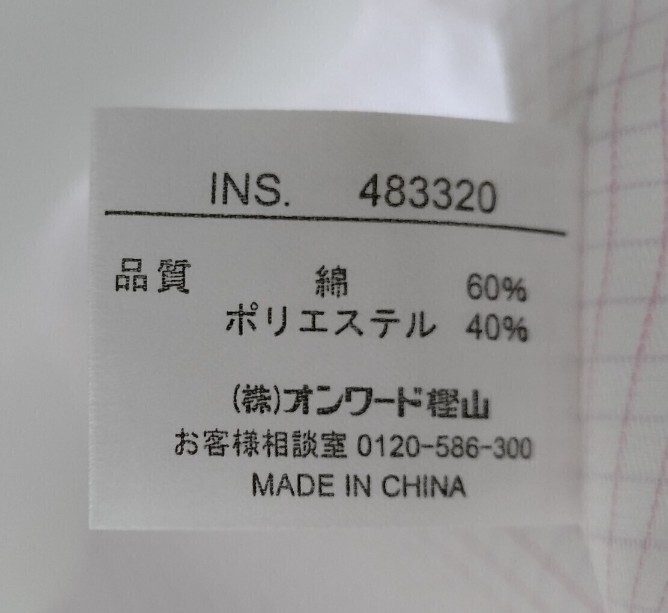 INS. 483320
品質 綿 60%
ポリエステル 40%
(株)オンワード樫山
お客様相談室 0120-586-300
MADE IN CHINA